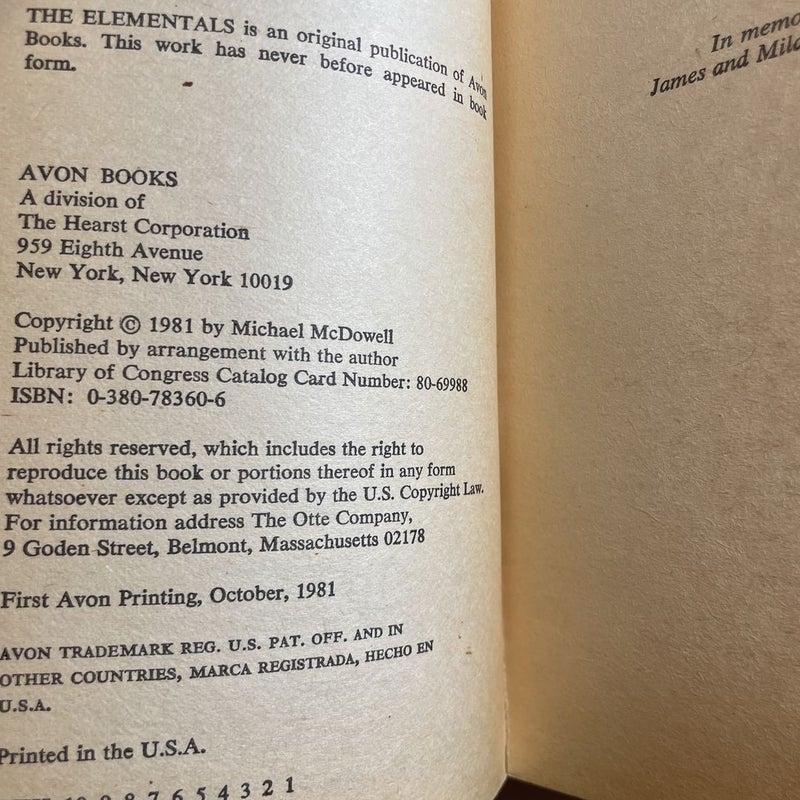 THE ELEMENTALS is an original publication of Avon
Books. This work has never before appeared in book
form.
AVON BOOKS
A division of
The Hearst Corporation
959 Eighth Avenue
New York, New York 10019
Copyright © 1981 by Michael McDowell
Published by arrangement with the author
Library of Congress Catalog Card Number: 80-69988
ISBN: 0-380-78360-6
All rights reserved, which includes the right to
reproduce this book or portions thereof in any form
whatsoever except as provided by the U.S. Copyright Law.
For information address The Otte Company,
9 Goden Street, Belmont, Massachusetts 02178
First Avon Printing, October, 1981
AVON TRADEMARK REG. U.S. PAT. OFF. AND IN
OTHER COUNTRIES, MARCA REGISTRADA, HECHO EN
U.S.A.
Printed in the U.S.A.
10 9 8 7 6 5 4 3 2 1
In memo
James and Mild